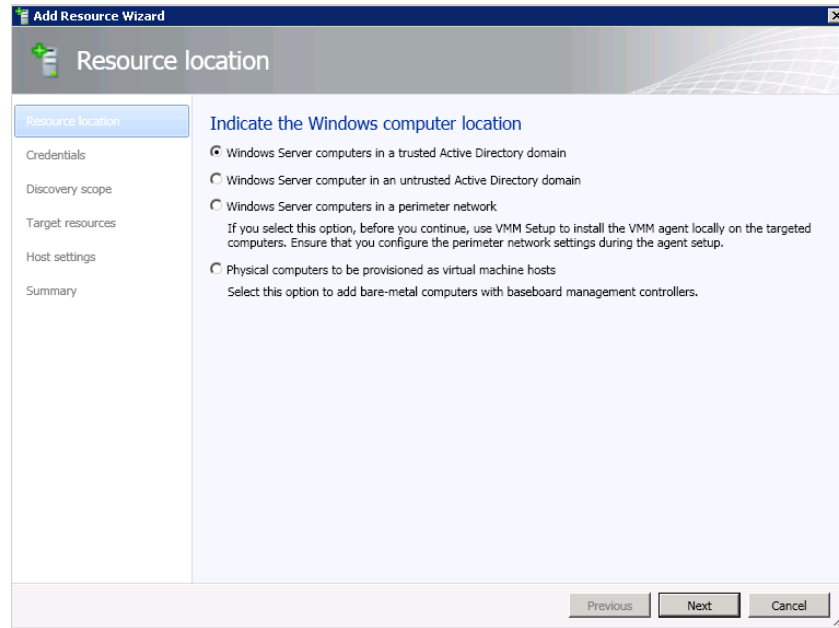 Add Resource Wizard
Resource location
Resource location
Credentials
Discovery scope
Target resources
Host settings
Summary
Indicate the Windows computer location
Windows Server computers in a trusted Active Directory domain
Windows Server computer in an untrusted Active Directory domain
Windows Server computers in a perimeter network
If you select this option, before you continue, use VMM Setup to install the VMM agent locally on the targeted
computers. Ensure that you configure the perimeter network settings during the agent setup.
Physical computers to be provisioned as virtual machine hosts
Select this option to add bare-metal computers with baseboard management controllers.
Previous
Next
Cancel